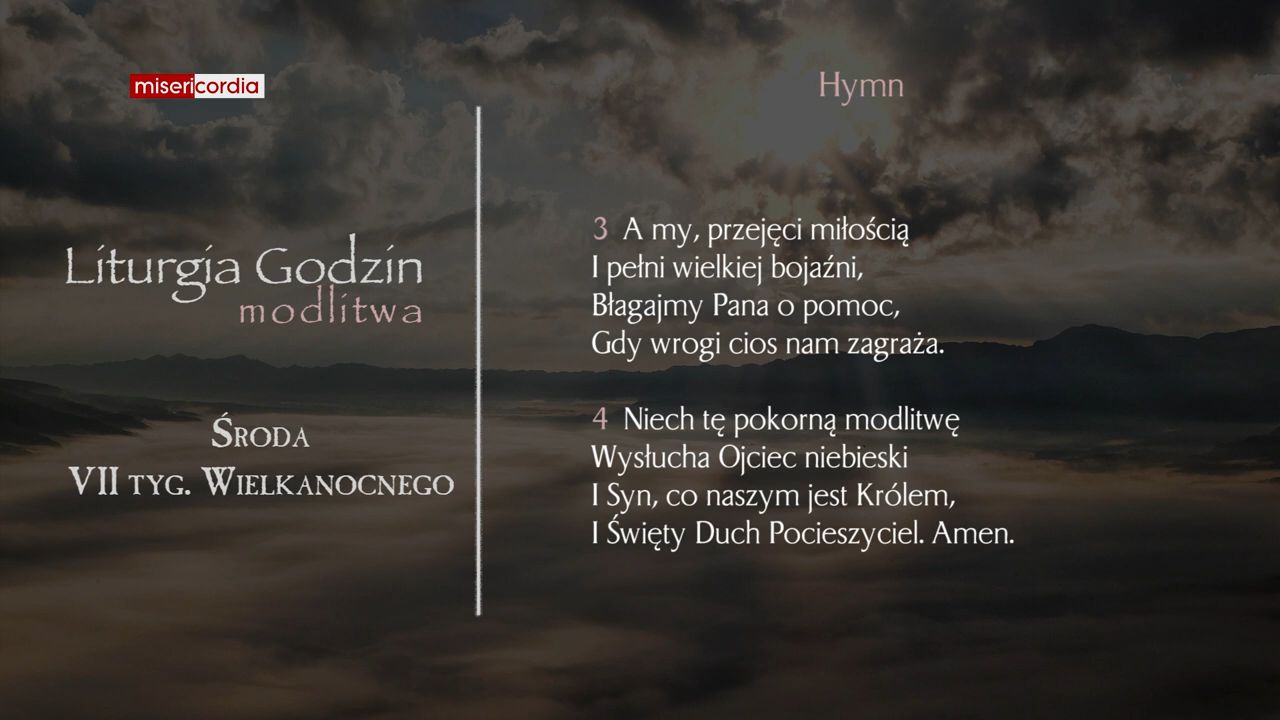 misericordia
Liturgia Godzin
modlitwa
Środa
VII tyg. Wielkanocnego
Hymn
3 A my, przejęci miłością
I pełni wielkiej bojaźni,
Błagajmy Pana o pomoc,
Gdy wrogi cios nam zagraża.
4 Niech tę pokorną modlitwę
Wysłucha Ojciec niebieski
I Syn, co naszym jest Królem,
I Święty Duch Pocieszyciel. Amen.